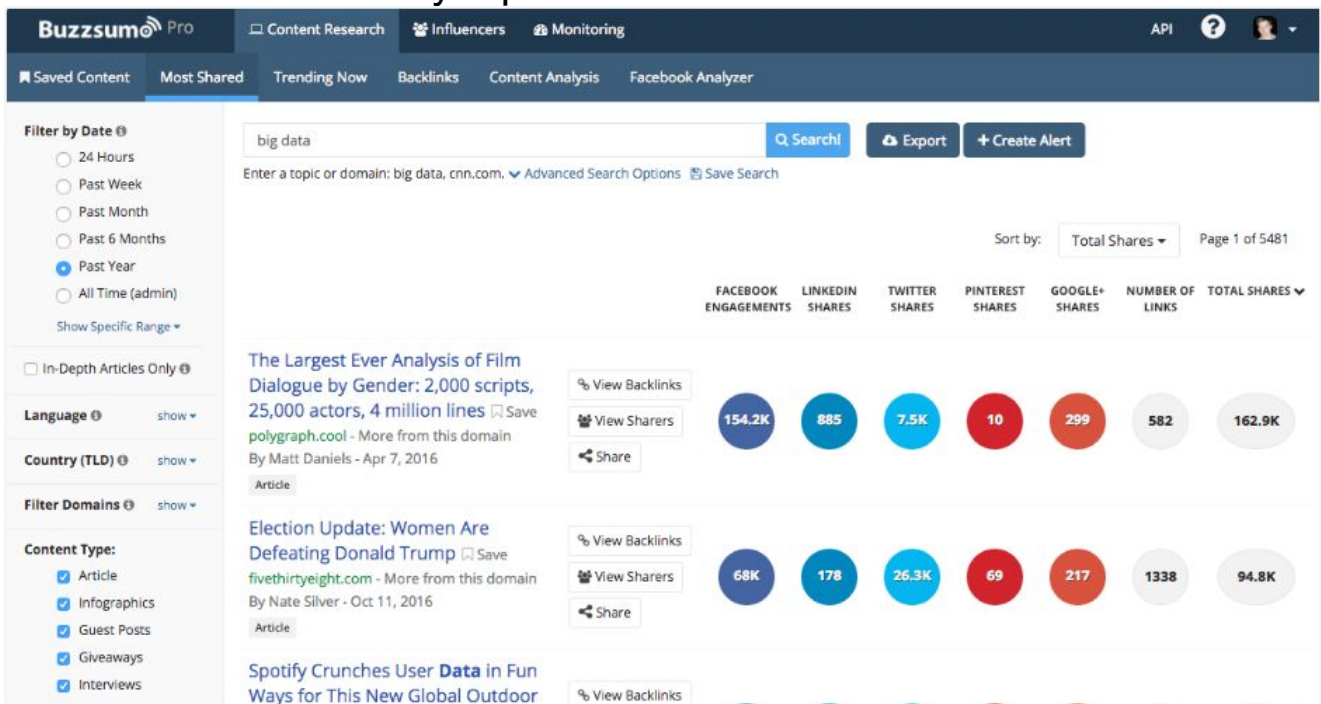 Buzzsumo Pro Content Research Influencers Monitoring API ?
Saved Content Most Shared Trending Now Backlinks Content Analysis Facebook Analyzer
Filter by Date
24 Hours
Past Week
Past Month
Past 6 Months
Past Year
All Time (admin)
Show Specific Range
In-Depth Articles Only
Language show
Country (TLD) show
Filter Domains show
Content Type:
Article
Infographics
Guest Posts
Giveaways
Interviews
big data Search! Export + Create Alert
Enter a topic or domain: big data, cnn.com. Advanced Search Options Save Search
Sort by: Total Shares Page 1 of 5481
FACEBOOK ENGAGEMENTS LINKEDIN SHARES TWITTER SHARES PINTEREST SHARES GOOGLE+ SHARES NUMBER OF LINKS TOTAL SHARES
The Largest Ever Analysis of Film
Dialogue by Gender: 2,000 scripts,
25,000 actors, 4 million lines Save
polygraph.cool - More from this domain
By Matt Daniels - Apr 7, 2016
Article
View Backlinks
View Sharers
Share
154.2K 885 7.5K 10 299 582 162.9K
Election Update: Women Are
Defeating Donald Trump Save
fivethirtyeight.com - More from this domain
By Nate Silver - Oct 11, 2016
Article
View Backlinks
View Sharers
Share
68K 178 26.3K 69 217 1338 94.8K
Spotify Crunches User Data in Fun
Ways for This New Global Outdoor
View Backlinks